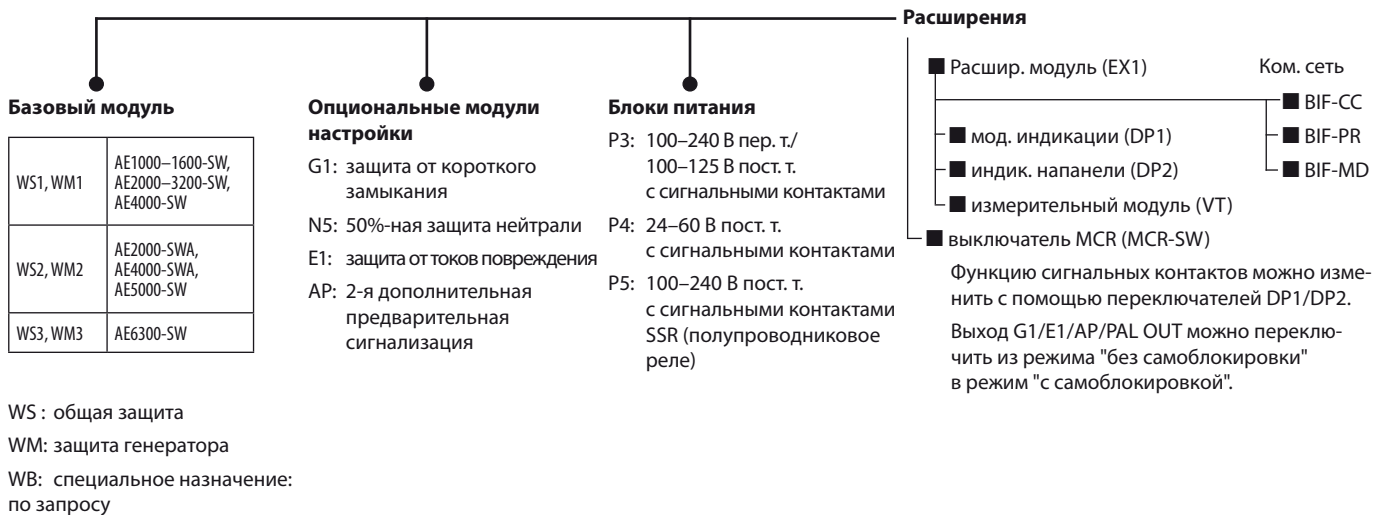 Расширения
Базовый модуль
WS1, WM1
AE1000–1600-SW,
AE2000–3200-SW,
AE4000-SW
WS2, WM2
AE2000-SWA,
AE4000-SWA,
AE5000-SW
WS3, WM3
AE6300-SW
WS : общая защита
WM: защита генератора
WB: специальное назначение:
по запросу
Опциональные модули
настройки
G1: защита от короткого
замыкания
N5: 50%-ная защита нейтрали
E1: защита от токов повреждения
AP: 2-я дополнительная
предварительная
сигнализация
Блоки питания
P3: 100–240 В пер. т./
100–125 В пост. т.
с сигнальными контактами
P4: 24–60 В пост. т.
с сигнальными контактами
P5: 100–240 В пост. т.
с сигнальными контактами
SSR (полупроводниковое
реле)
■ Расшир. модуль (EX1)
Ком. сеть
■ BIF-CC
■ BIF-PR
■ BIF-MD
■ мод. индикации (DP1)
■ индик. напанели (DP2)
■ измерительный модуль (VT)
■ выключатель MCR (MCR-SW)
Функцию сигнальных контактов можно изме-
нить с помощью переключателей DP1/DP2.
Выход G1/E1/AP/PAL OUT можно переклю-
чить из режима "без самоблокировки"
в режим "с самоблокировкой".